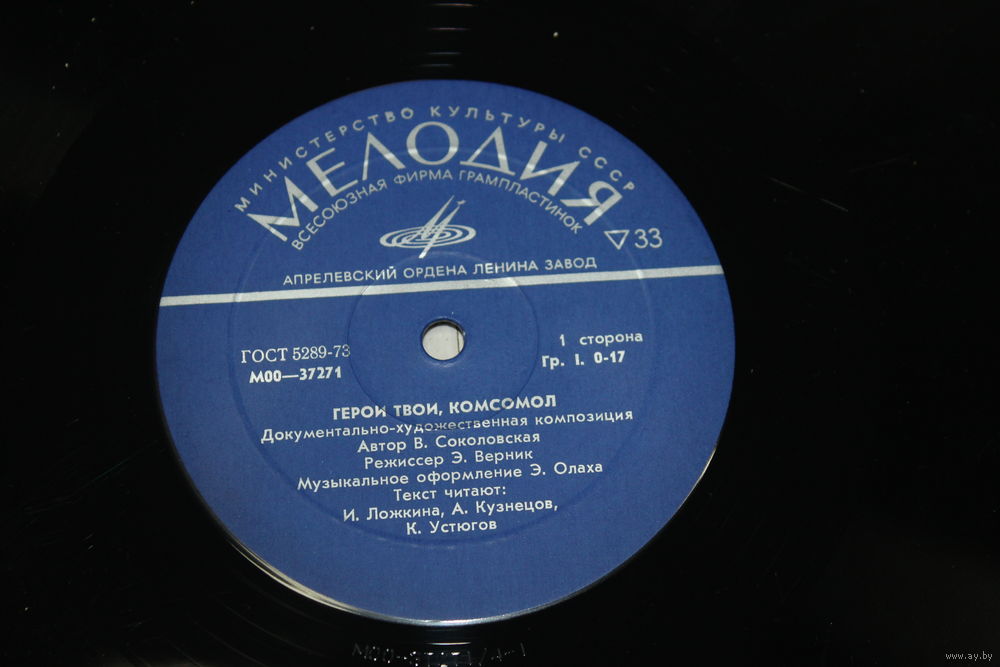 МИНИСТЕРСТВО КУЛЬТУРЫ СССР
МЕЛОДИЯ
ВСЕСОЮЗНАЯ ФИРМА ГРАМПЛАСТИНОК
33
АПРЕЛЕВСКИЙ ОРДЕНА ЛЕНИНА ЗАВОД
ГОСТ 5289-73
М00—37271
1 сторона
Гр. I. 0-17
ГЕРОИ ТВОИ, КОМСОМОЛ
Документально-художественная композиция
Автор В. Соколовская
Режиссер Э. Верник
Музыкальное оформление Э. Олаха
Текст читают:
И. Ложкина, А. Кузнецов,
К. Устюгов
www.ay.by